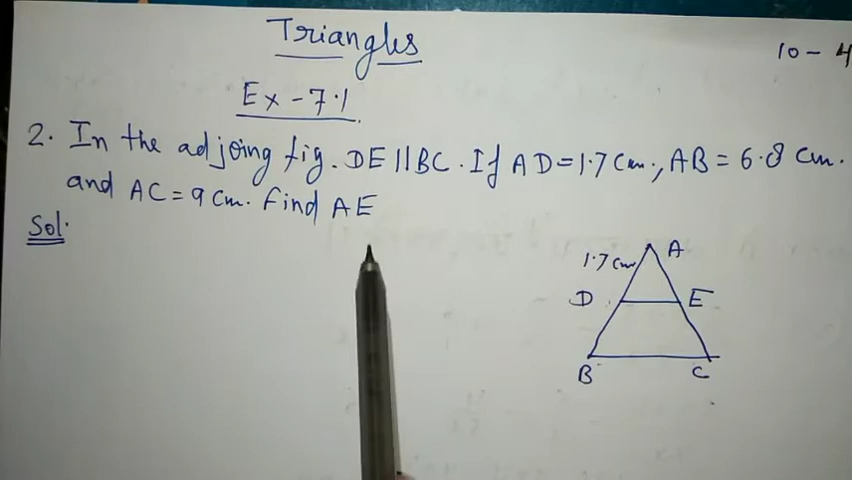 Triangles
10-4
Ex-7.1
2. In the adjoing fig. DE||BC. If AD=1.7 cm., AB=6.8 cm.
and AC=9 cm. Find AE
Sol.
A
1.7 cm
D E
B C